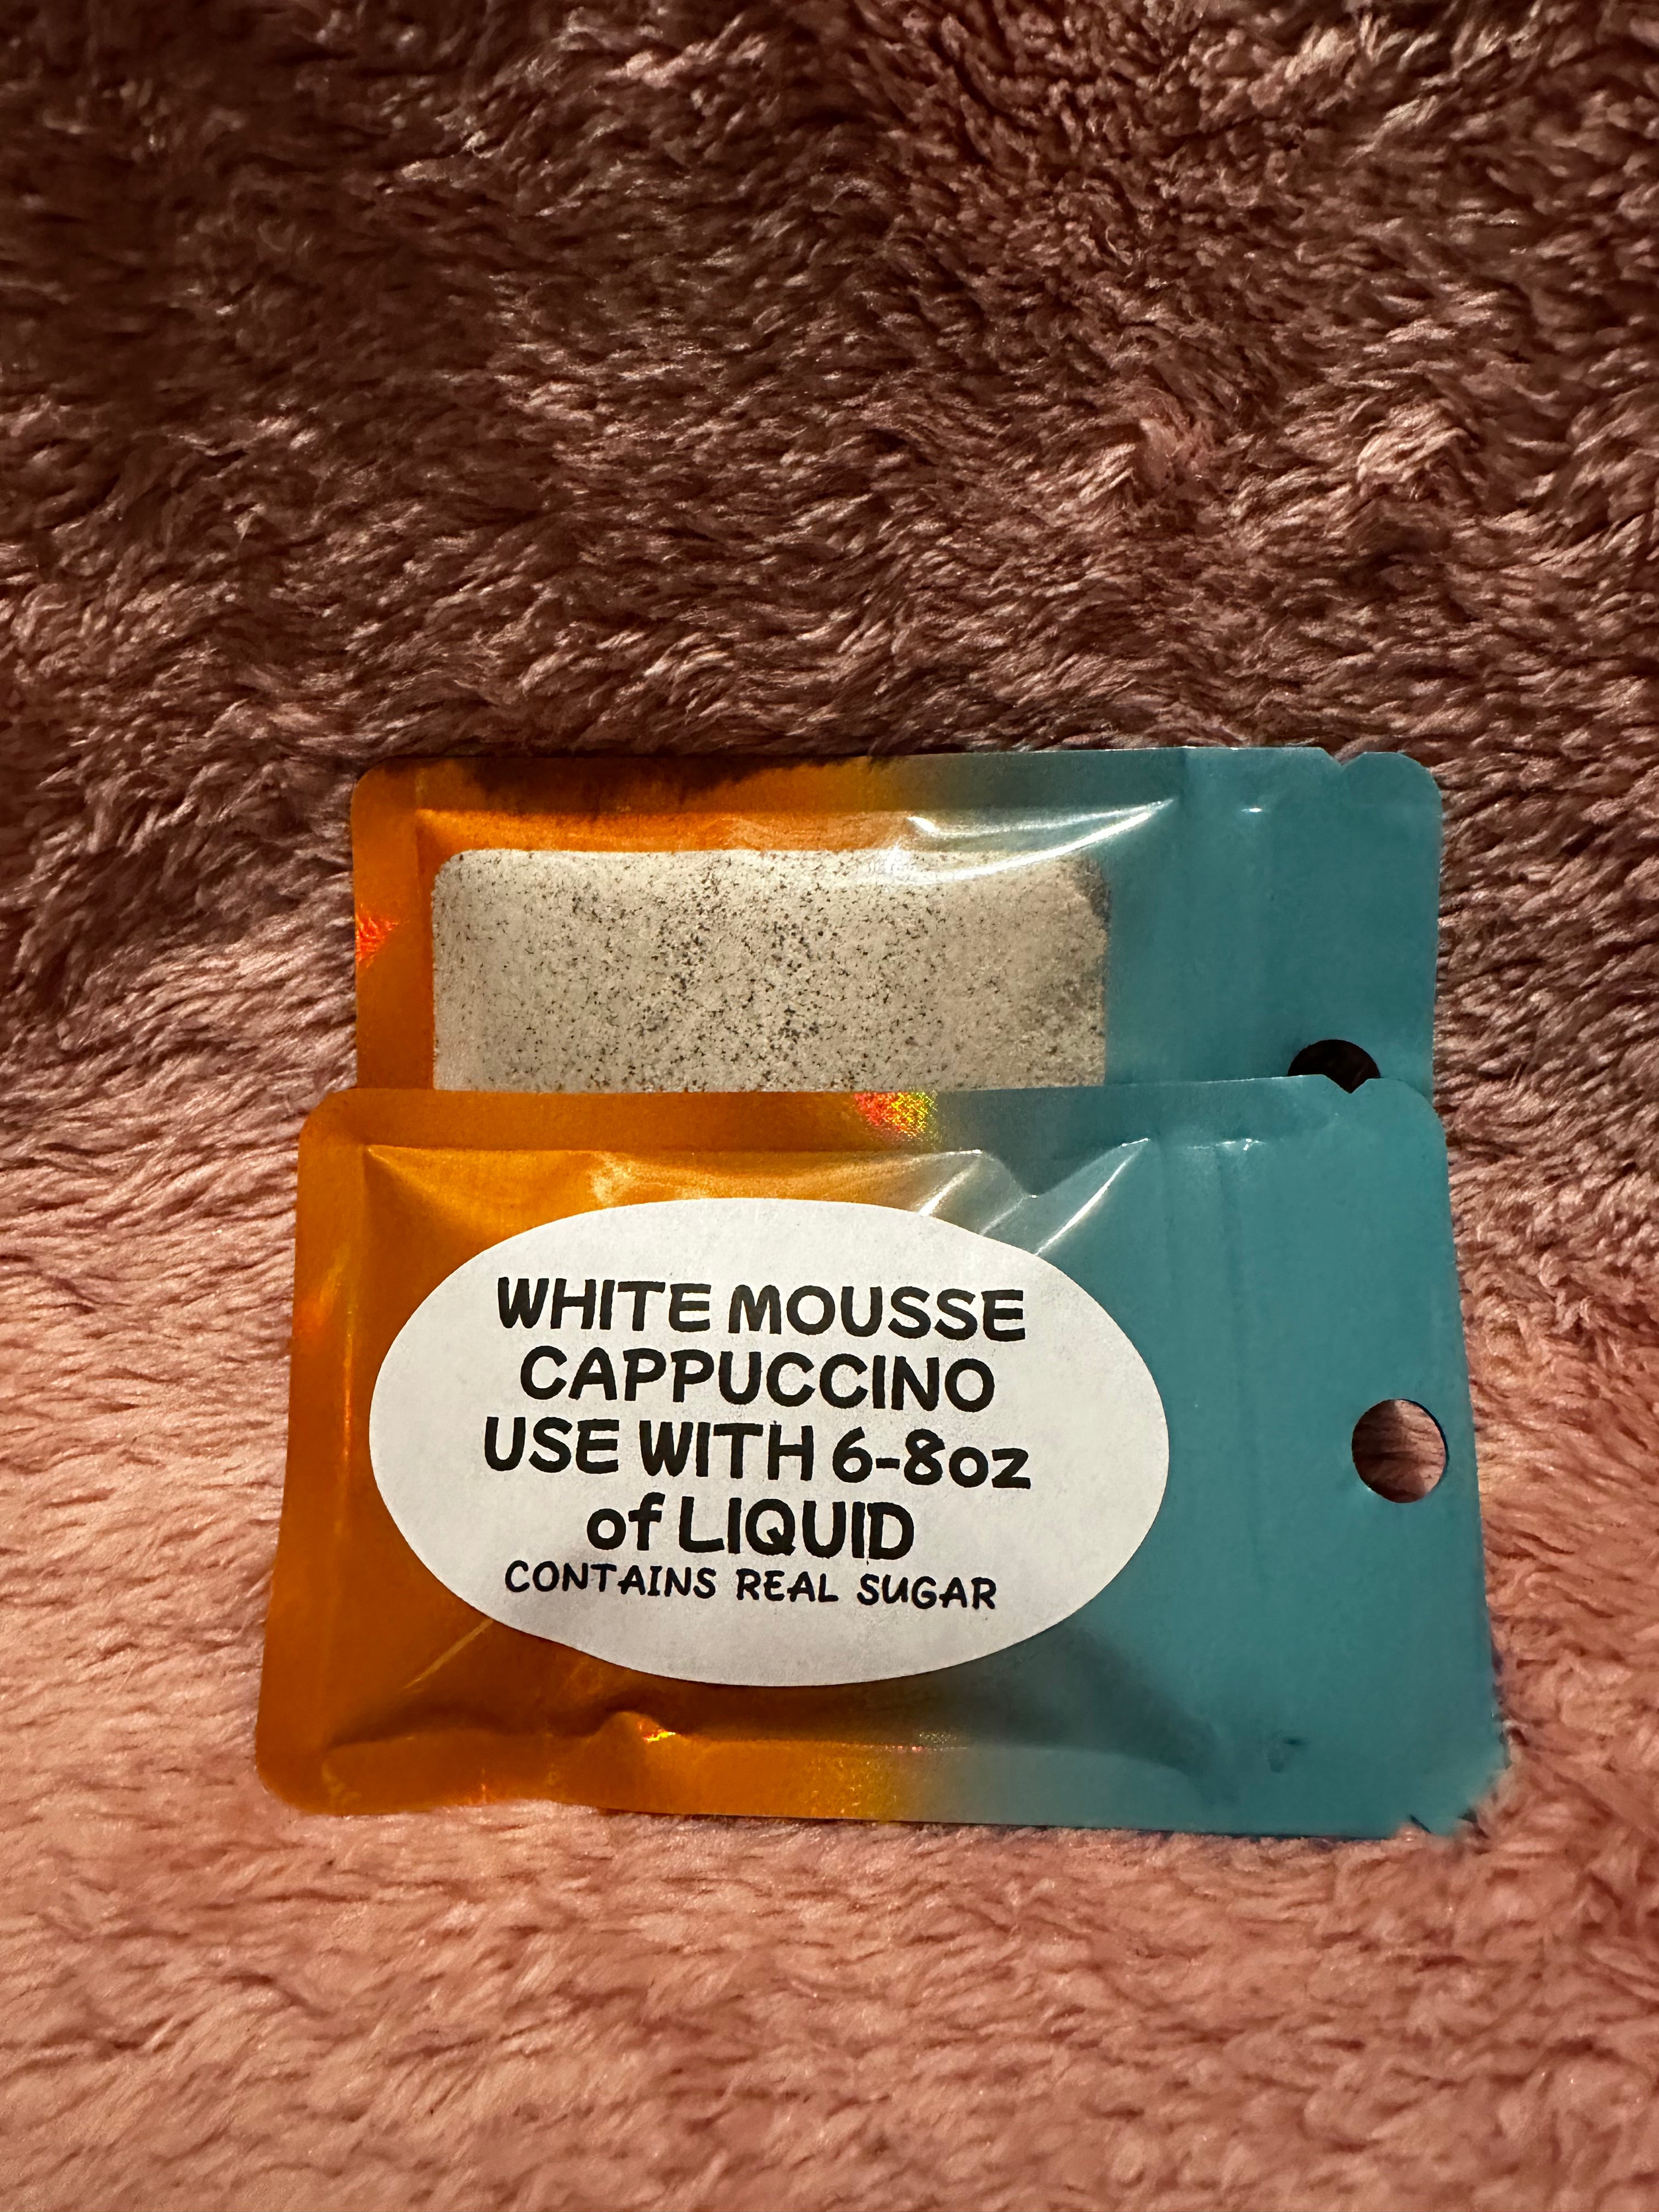 WHITE MOUSSE
CAPPUCCINO
USE WITH 6-8oz
of LIQUID
CONTAINS REAL SUGAR